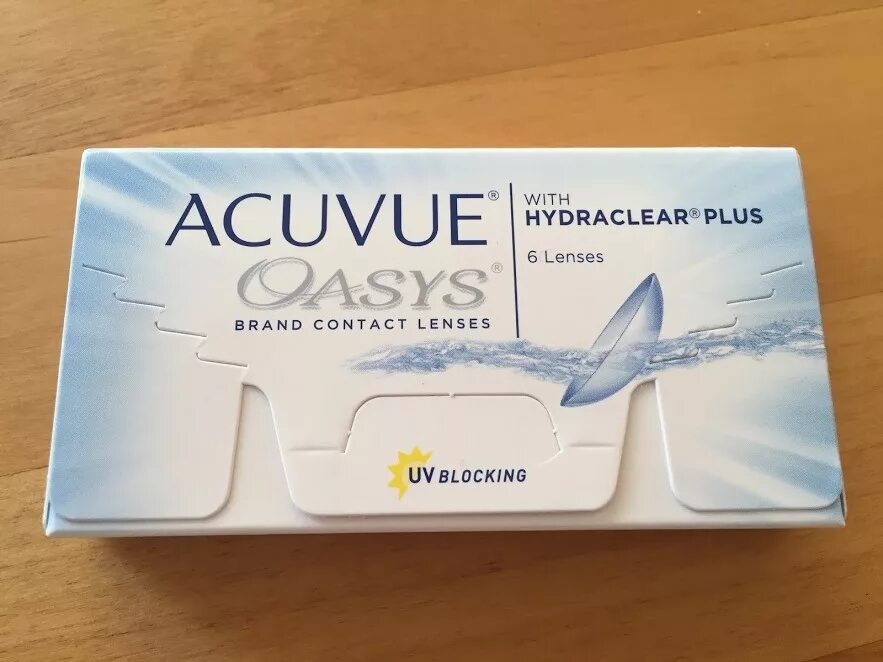 ACUVUE®
OASYS®
BRAND CONTACT LENSES
WITH
HYDRACLEAR® PLUS
6 Lenses
UV BLOCKING